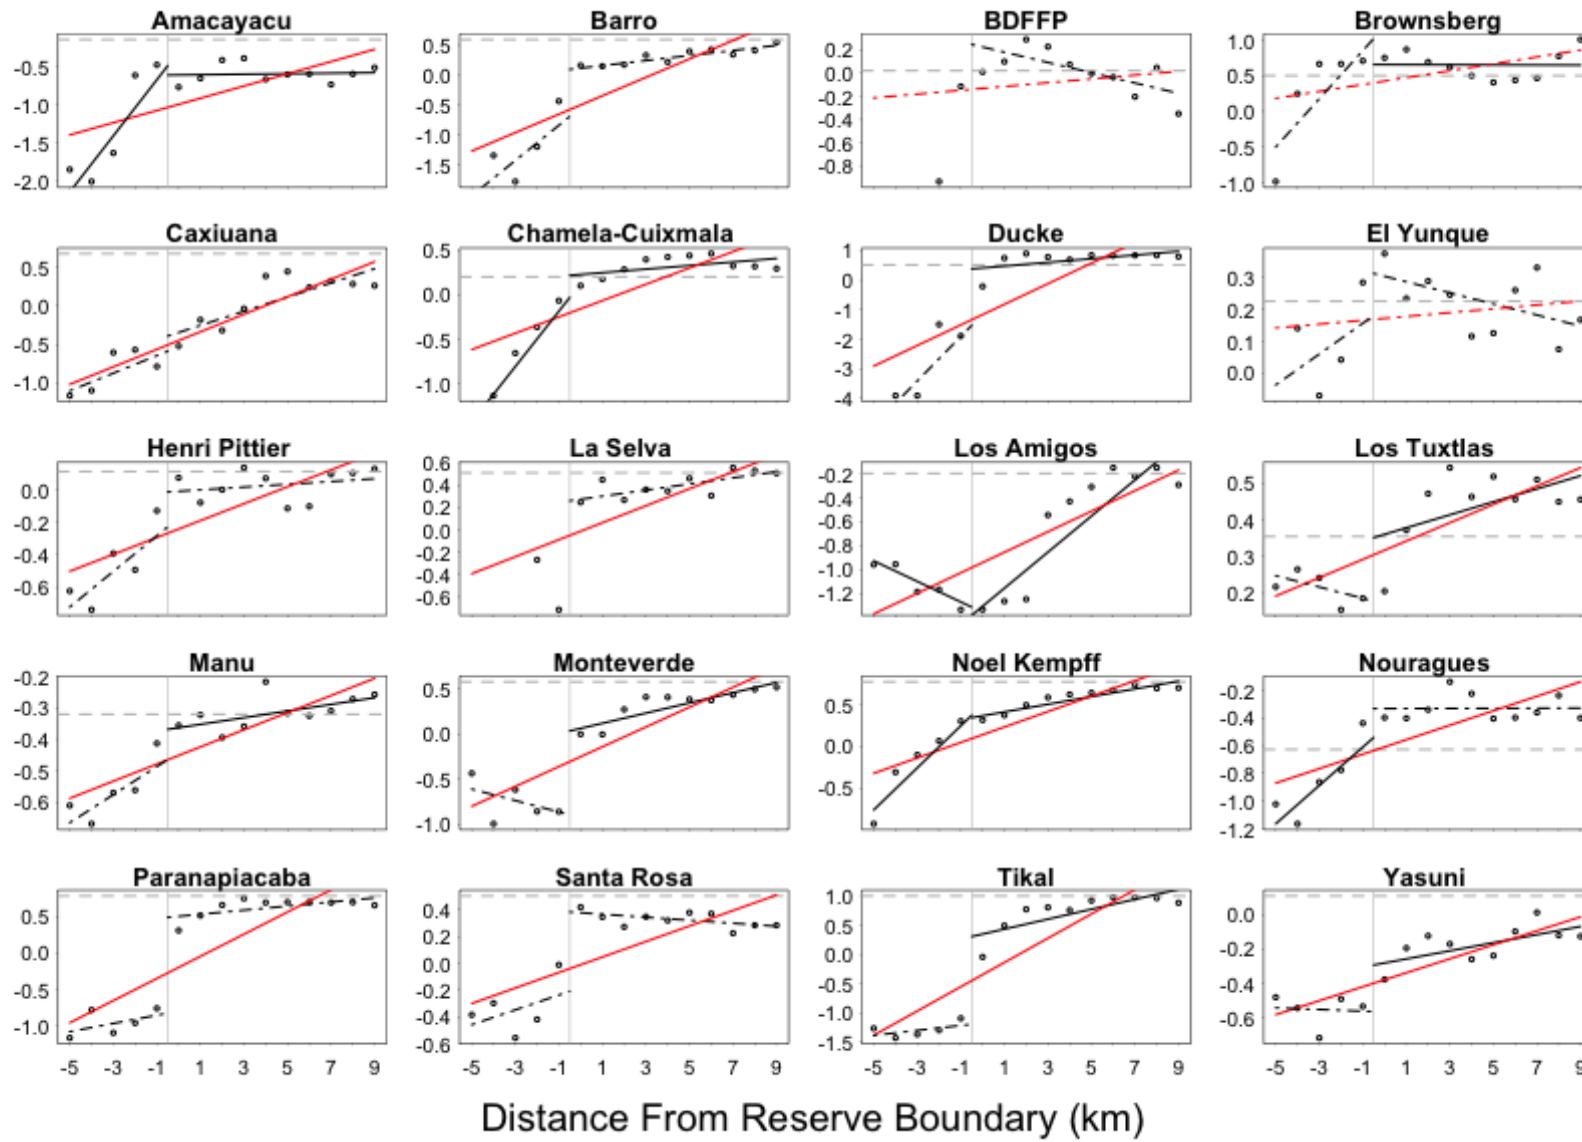 Amacayacu Barro BDFFP Brownsberg
-0.5 -1.0 -1.5 -2.0
0.5 0.0 -0.5 -1.0 -1.5
0.2 0.0 -0.2 -0.4 -0.6 -0.8
1.0 0.5 0.0 -0.5 -1.0
Caxiuana Chamela-Cuixmala Ducke El Yunque
0.5 0.0 -0.5 -1.0
0.5 0.0 -0.5 -1.0
1 0 -1 -2 -3 -4
0.3 0.2 0.1 0.0
Henri Pittier La Selva Los Amigos Los Tuxtlas
0.0 -0.2 -0.4 -0.6
0.6 0.4 0.2 0.0 -0.2 -0.4 -0.6
-0.2 -0.4 -0.6 -0.8 -1.0 -1.2
0.5 0.4 0.3 0.2
Manu Monteverde Noel Kempff Nouragues
-0.2 -0.3 -0.4 -0.5 -0.6
0.5 0.0 -0.5 -1.0
0.5 0.0 -0.5
-0.2 -0.4 -0.6 -0.8 -1.0 -1.2
Paranapiacaba Santa Rosa Tikal Yasuni
0.5 0.0 -0.5 -1.0
0.4 0.2 0.0 -0.2 -0.4 -0.6
1.0 0.5 0.0 -0.5 -1.0 -1.5
0.0 -0.2 -0.4 -0.6
-5 -3 -1 1 3 5 7 9 -5 -3 -1 1 3 5 7 9 -5 -3 -1 1 3 5 7 9 -5 -3 -1 1 3 5 7 9
Distance From Reserve Boundary (km)